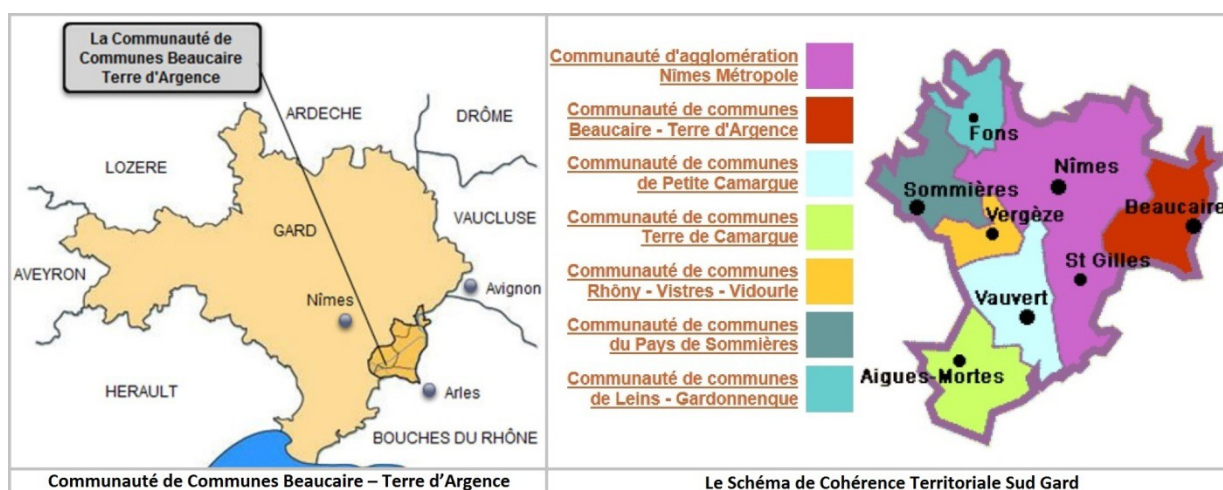 La Communauté de
Communes Beaucaire
Terre d'Argence
ARDECHE
DRÔME
LOZERE
VAUCLUSE
GARD
AVEYRON
Avignon
Nîmes
HERAULT
Arles
BOUCHES DU RHÔNE
Communauté de Communes Beaucaire – Terre d’Argence
Communauté d'agglomération
Nîmes Métropole
Communauté de communes
Beaucaire - Terre d'Argence
Communauté de communes
de Petite Camargue
Communauté de communes
Terre de Camargue
Communauté de communes
Rhôny - Vistres - Vidourle
Communauté de communes
du Pays de Sommières
Communauté de communes
de Leins - Gardonnenque
Fons
Nîmes
Sommières
Beaucaire
Vergèze
St Gilles
Vauvert
Aigues-Mortes
Le Schéma de Cohérence Territoriale Sud Gard